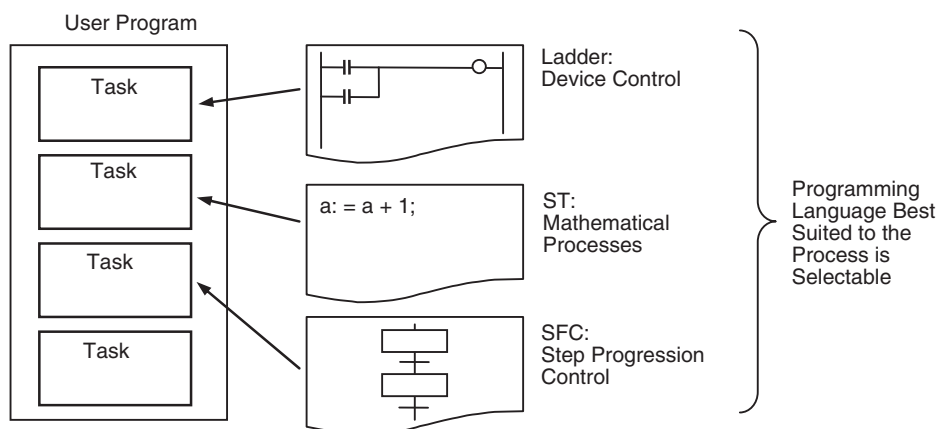 User Program
Task
Task
Task
Task
Ladder:
Device Control
a: = a + 1;
ST:
Mathematical
Processes
SFC:
Step Progression
Control
Programming
Language Best
Suited to the
Process is
Selectable